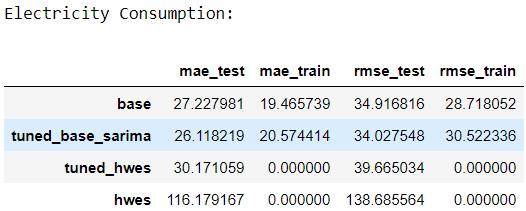 Electricity Consumption:
mae_test mae_train rmse_test rmse_train
base 27.227981 19.465739 34.916816 28.718052
tuned_base_sarima 26.118219 20.574414 34.027548 30.522336
tuned_hwes 30.171059 0.000000 39.665034 0.000000
hwes 116.179167 0.000000 138.685564 0.000000